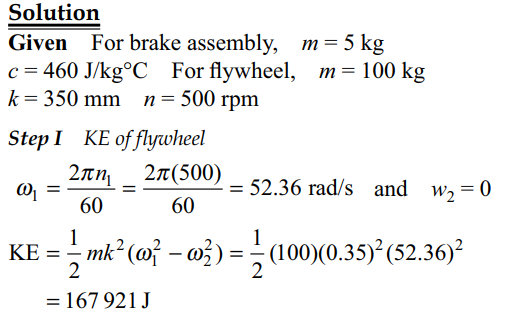 Solution
Given For brake assembly, m = 5 kg
c = 460 J/kg°C For flywheel, m = 100 kg
k = 350 mm n = 500 rpm
Step I KE of flywheel
ω₁ = 2πn₁/60 = 2π(500)/60 = 52.36 rad/s and w₂ = 0
KE = 1/2 mk²(ω₁² − ω₂²) = 1/2 (100)(0.35)²(52.36)²
= 167 921 J